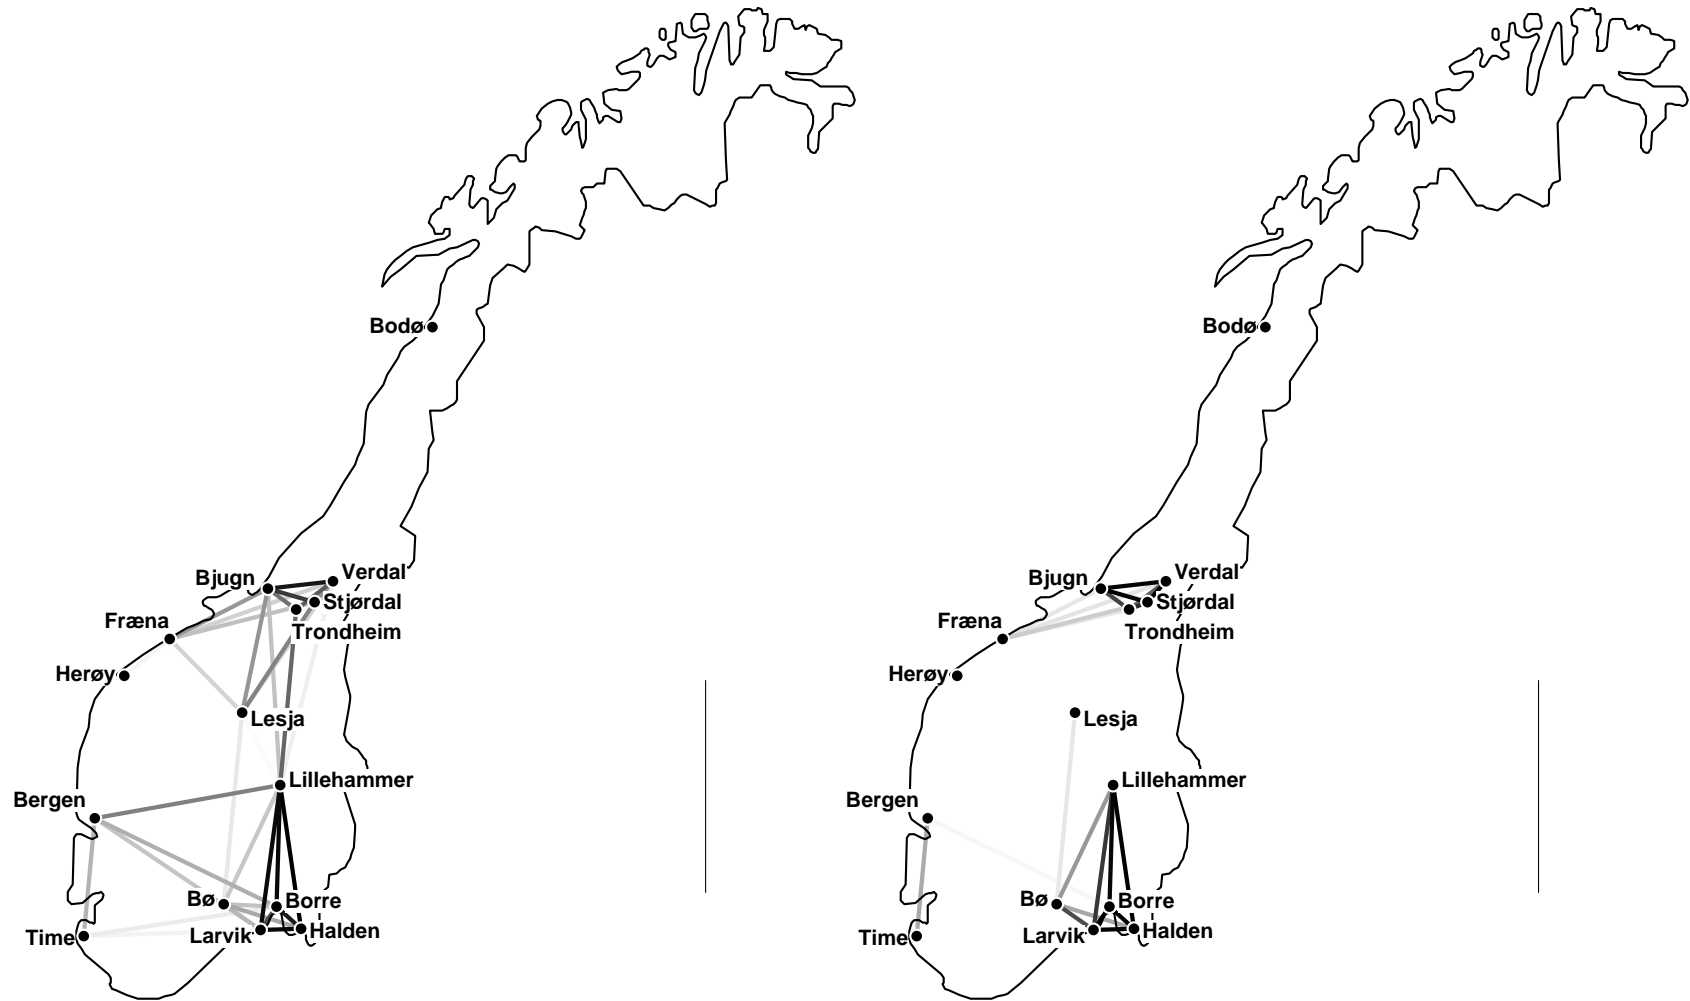 Bodø
Bjugn
Verdal
Stjørdal
Fræna
Trondheim
Herøy
Lesja
Lillehammer
Bergen
Bø
Borre
Larvik
Halden
Time
Bodø
Bjugn
Verdal
Stjørdal
Fræna
Trondheim
Herøy
Lesja
Lillehammer
Bergen
Bø
Borre
Larvik
Halden
Time